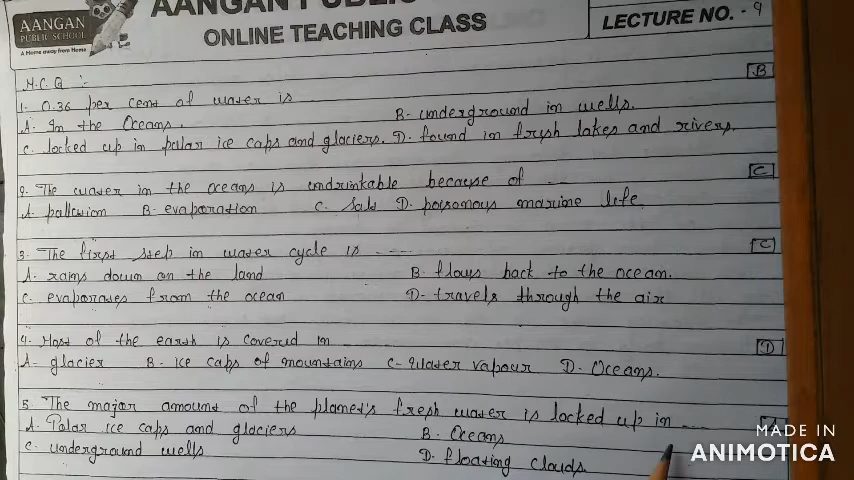 AANGAN PUBLIC
AANGAN
PUBLIC SCHOOL
A Home away from Home
ONLINE TEACHING CLASS
LECTURE NO. - 9
M.C.Q :-
1. 0.36 per cent of water is B
A. In the Oceans. B. underground in wells.
C. locked up in polar ice caps and glaciers. D. found in fresh lakes and rivers.
2. The water in the oceans is undrinkable because of C
A. pollution B. evaporation C. Salt D. poisonous marine life
3. The first step in water cycle is ---- C
A. rains down on the land B. flows back to the ocean.
C. evaporates from the ocean D. travels through the air
4. Most of the earth is covered in D
A. glacier B. ice caps of mountains C. Water vapour D. Oceans.
5. The major amount of the planet's fresh water is locked up in ---
A. Polar ice caps and glaciers B. Oceans
C. underground wells D. floating clouds
MADE IN
ANIMOTICA